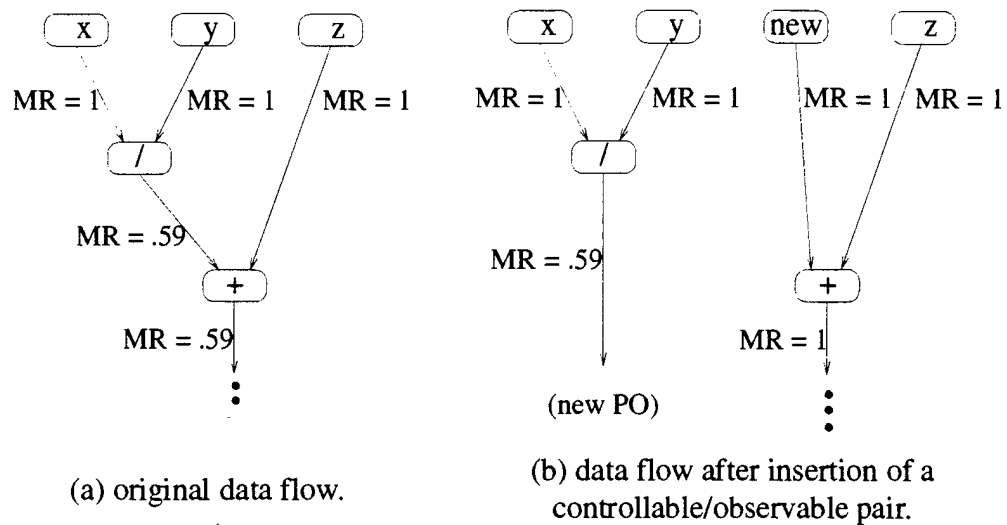 x y z
MR = 1 MR = 1 MR = 1
/
MR = .59
+
MR = .59
(a) original data flow.
x y new z
MR = 1 MR = 1 MR = 1 MR = 1
/
MR = .59
+
MR = 1
(new PO)
(b) data flow after insertion of a
controllable/observable pair.